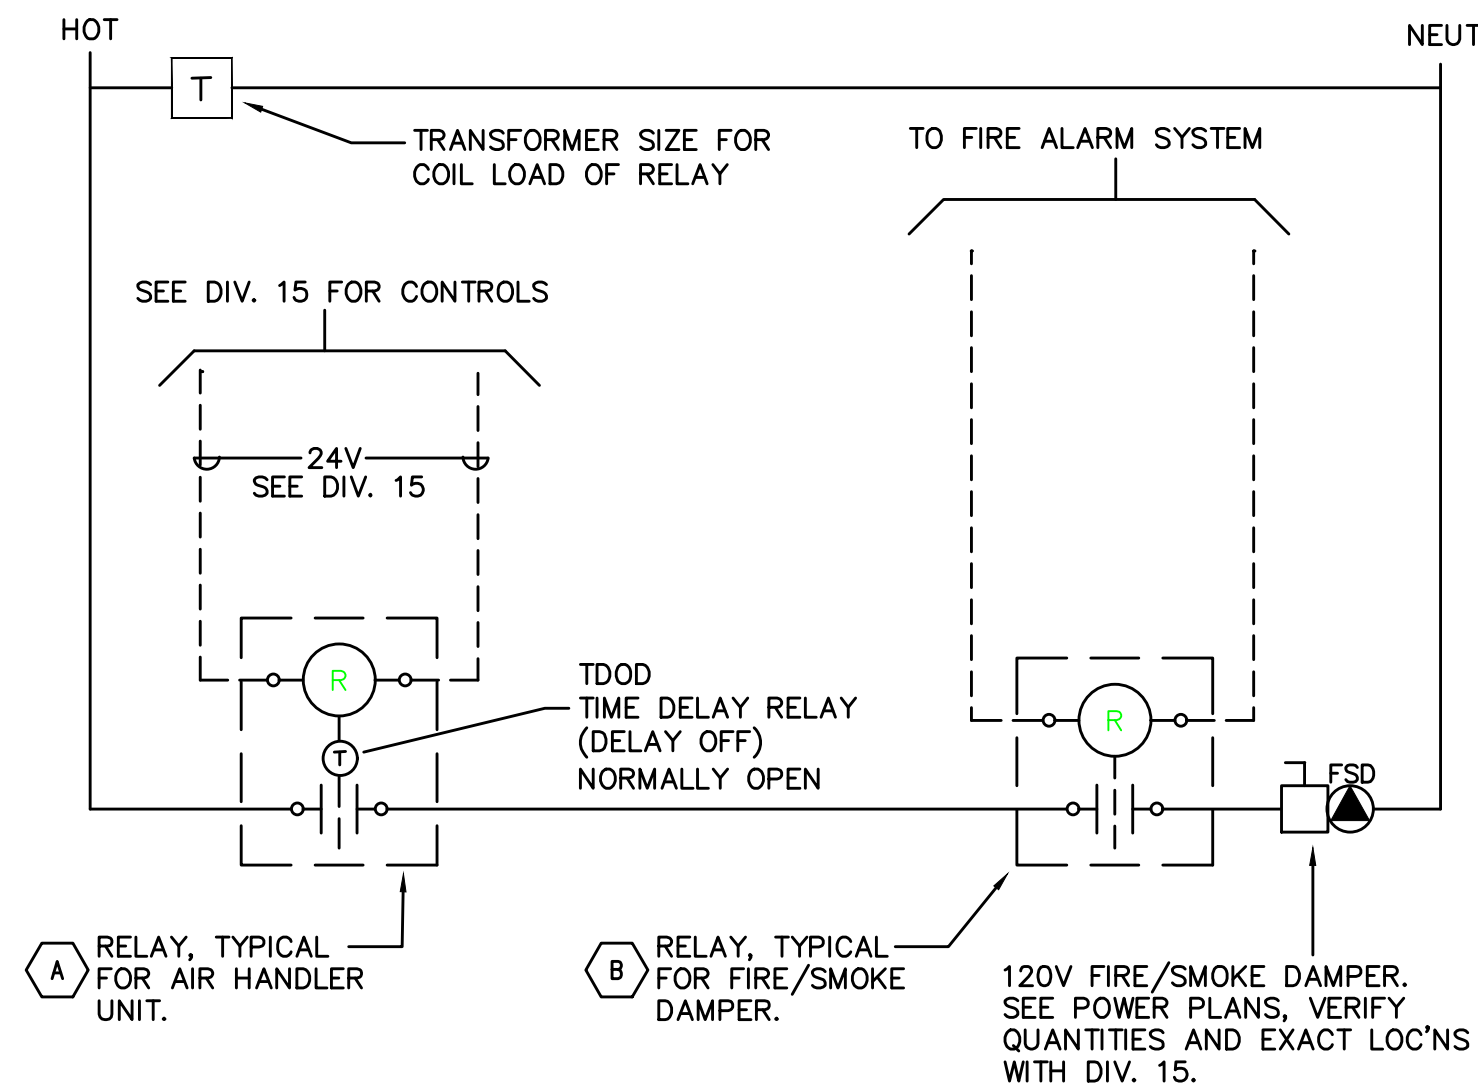 HOT
NEUT
T
TRANSFORMER SIZE FOR
COIL LOAD OF RELAY
TO FIRE ALARM SYSTEM
SEE DIV. 15 FOR CONTROLS
24V
SEE DIV. 15
R
TDOD
TIME DELAY RELAY
(DELAY OFF)
NORMALLY OPEN
T
R
FSD
A
RELAY, TYPICAL
FOR AIR HANDLER
UNIT.
B
RELAY, TYPICAL
FOR FIRE/SMOKE
DAMPER.
120V FIRE/SMOKE DAMPER.
SEE POWER PLANS, VERIFY
QUANTITIES AND EXACT LOC'NS
WITH DIV. 15.